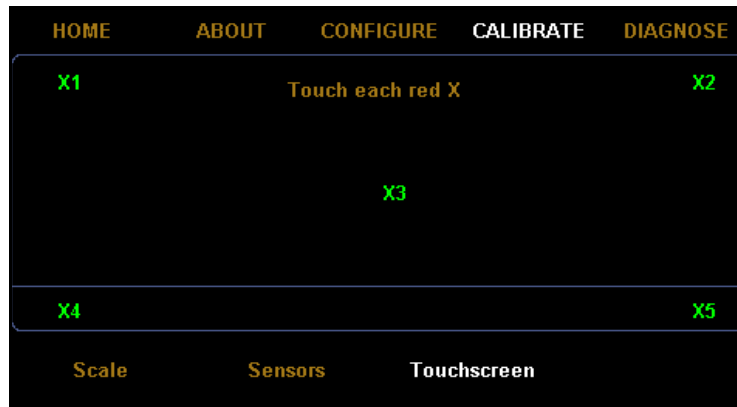 HOME ABOUT CONFIGURE CALIBRATE DIAGNOSE
X1 X2
Touch each red X
X3
X4 X5
Scale Sensors Touchscreen